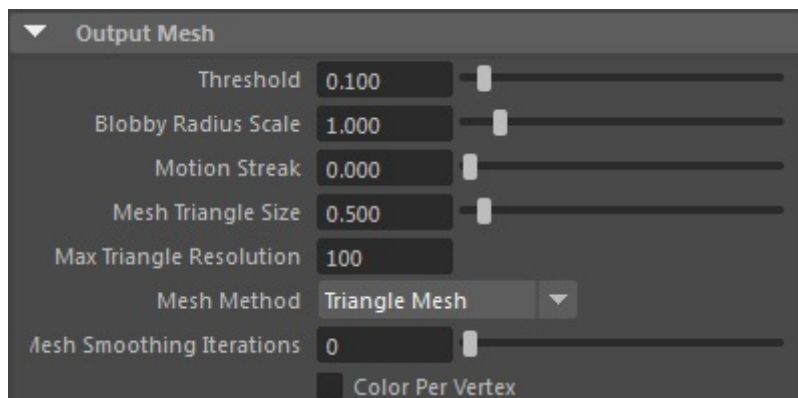 Output Mesh
Threshold 0.100
Blobby Radius Scale 1.000
Motion Streak 0.000
Mesh Triangle Size 0.500
Max Triangle Resolution 100
Mesh Method Triangle Mesh
Mesh Smoothing Iterations 0
Color Per Vertex